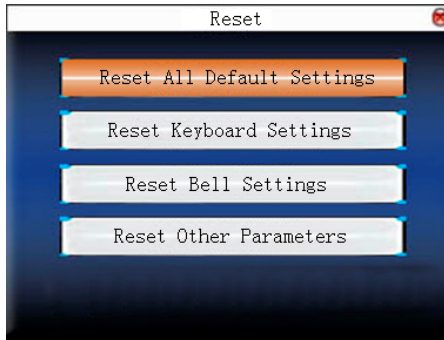 Reset
Reset All Default Settings
Reset Keyboard Settings
Reset Bell Settings
Reset Other Parameters